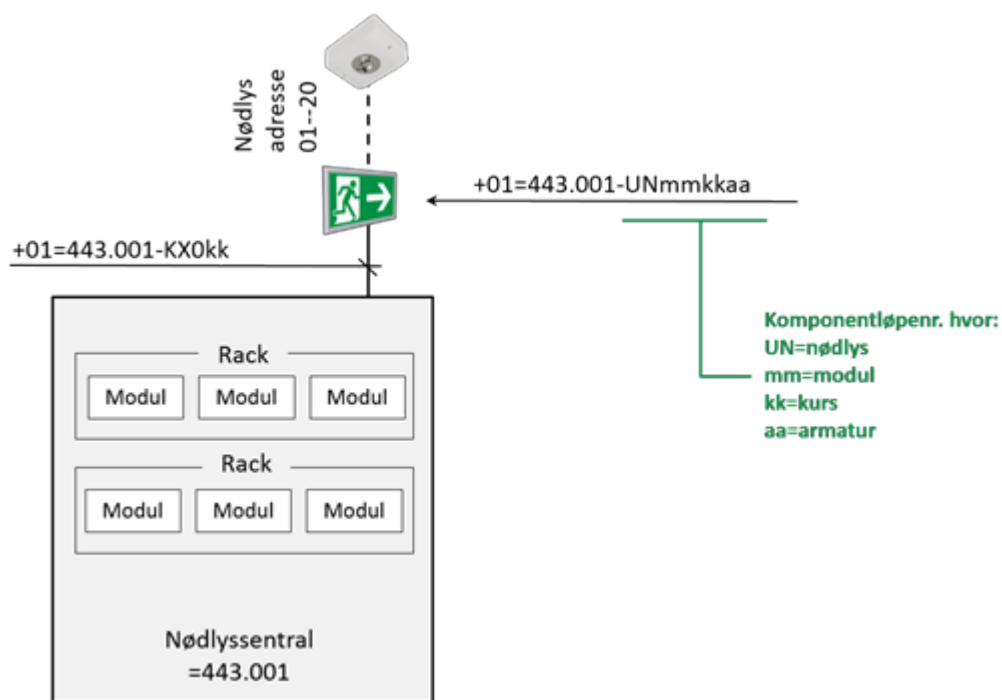 Nødlys
adresse
01--20
+01=443.001-UNmmkkaa
+01=443.001-KX0kk
Komponentløpenr. hvor:
UN=nødlys
mm=modul
kk=kurs
aa=armatur
Rack
Modul Modul Modul
Rack
Modul Modul Modul
Nødlyssentral
=443.001